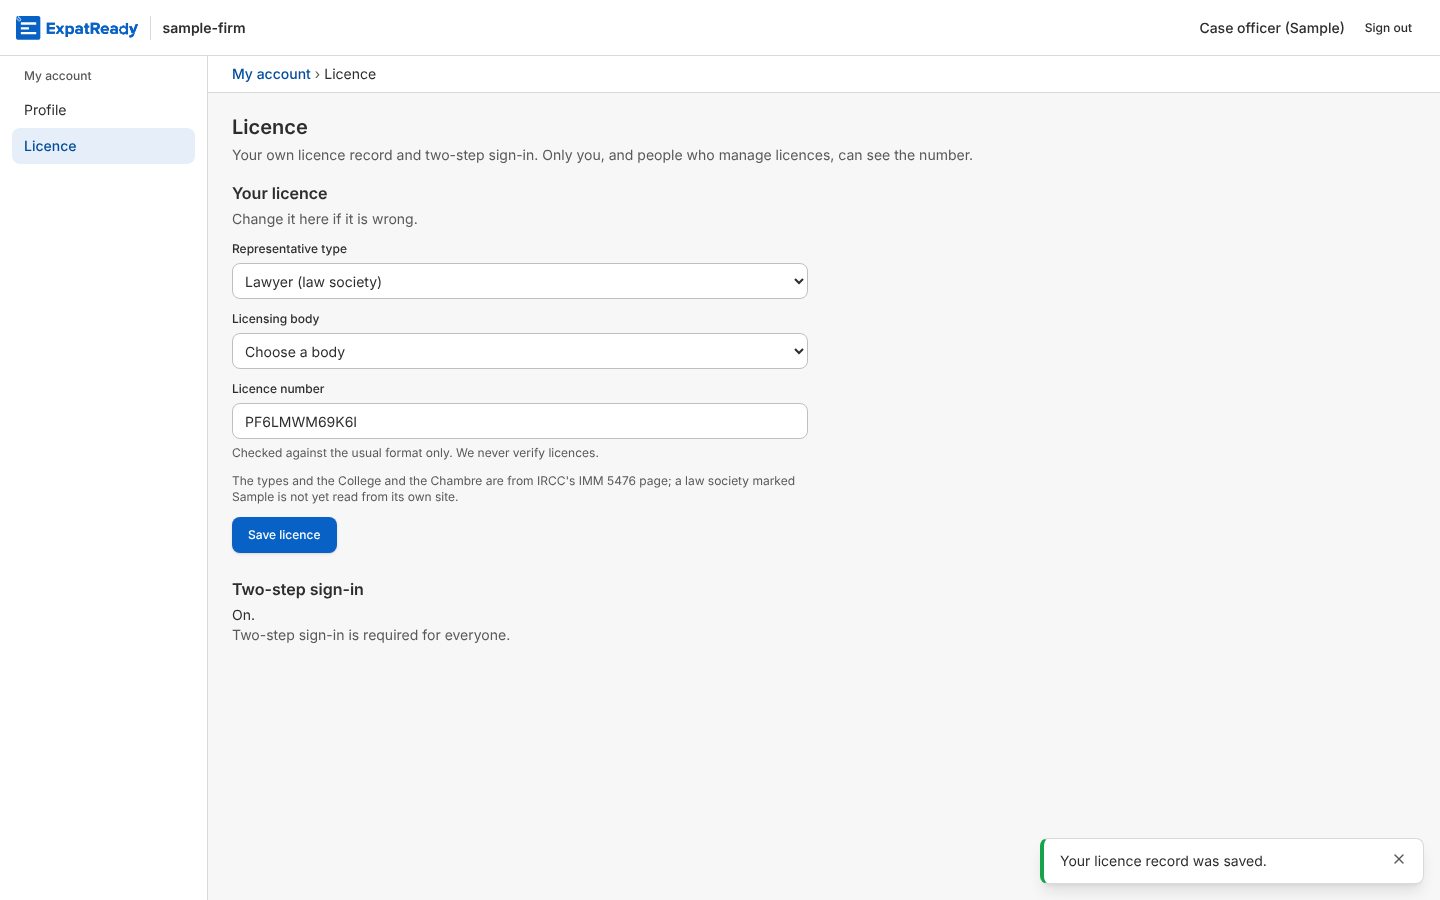 ExpatReady
sample-firm
Case officer (Sample)
Sign out
My account
Profile
Licence
My account › Licence
Licence
Your own licence record and two-step sign-in. Only you, and people who manage licences, can see the number.
Your licence
Change it here if it is wrong.
Representative type
Lawyer (law society)
Licensing body
Choose a body
Licence number
PF6LMWM69K6I
Checked against the usual format only. We never verify licences.
The types and the College and the Chambre are from IRCC's IMM 5476 page; a law society marked
Sample is not yet read from its own site.
Save licence
Two-step sign-in
On.
Two-step sign-in is required for everyone.
Your licence record was saved.